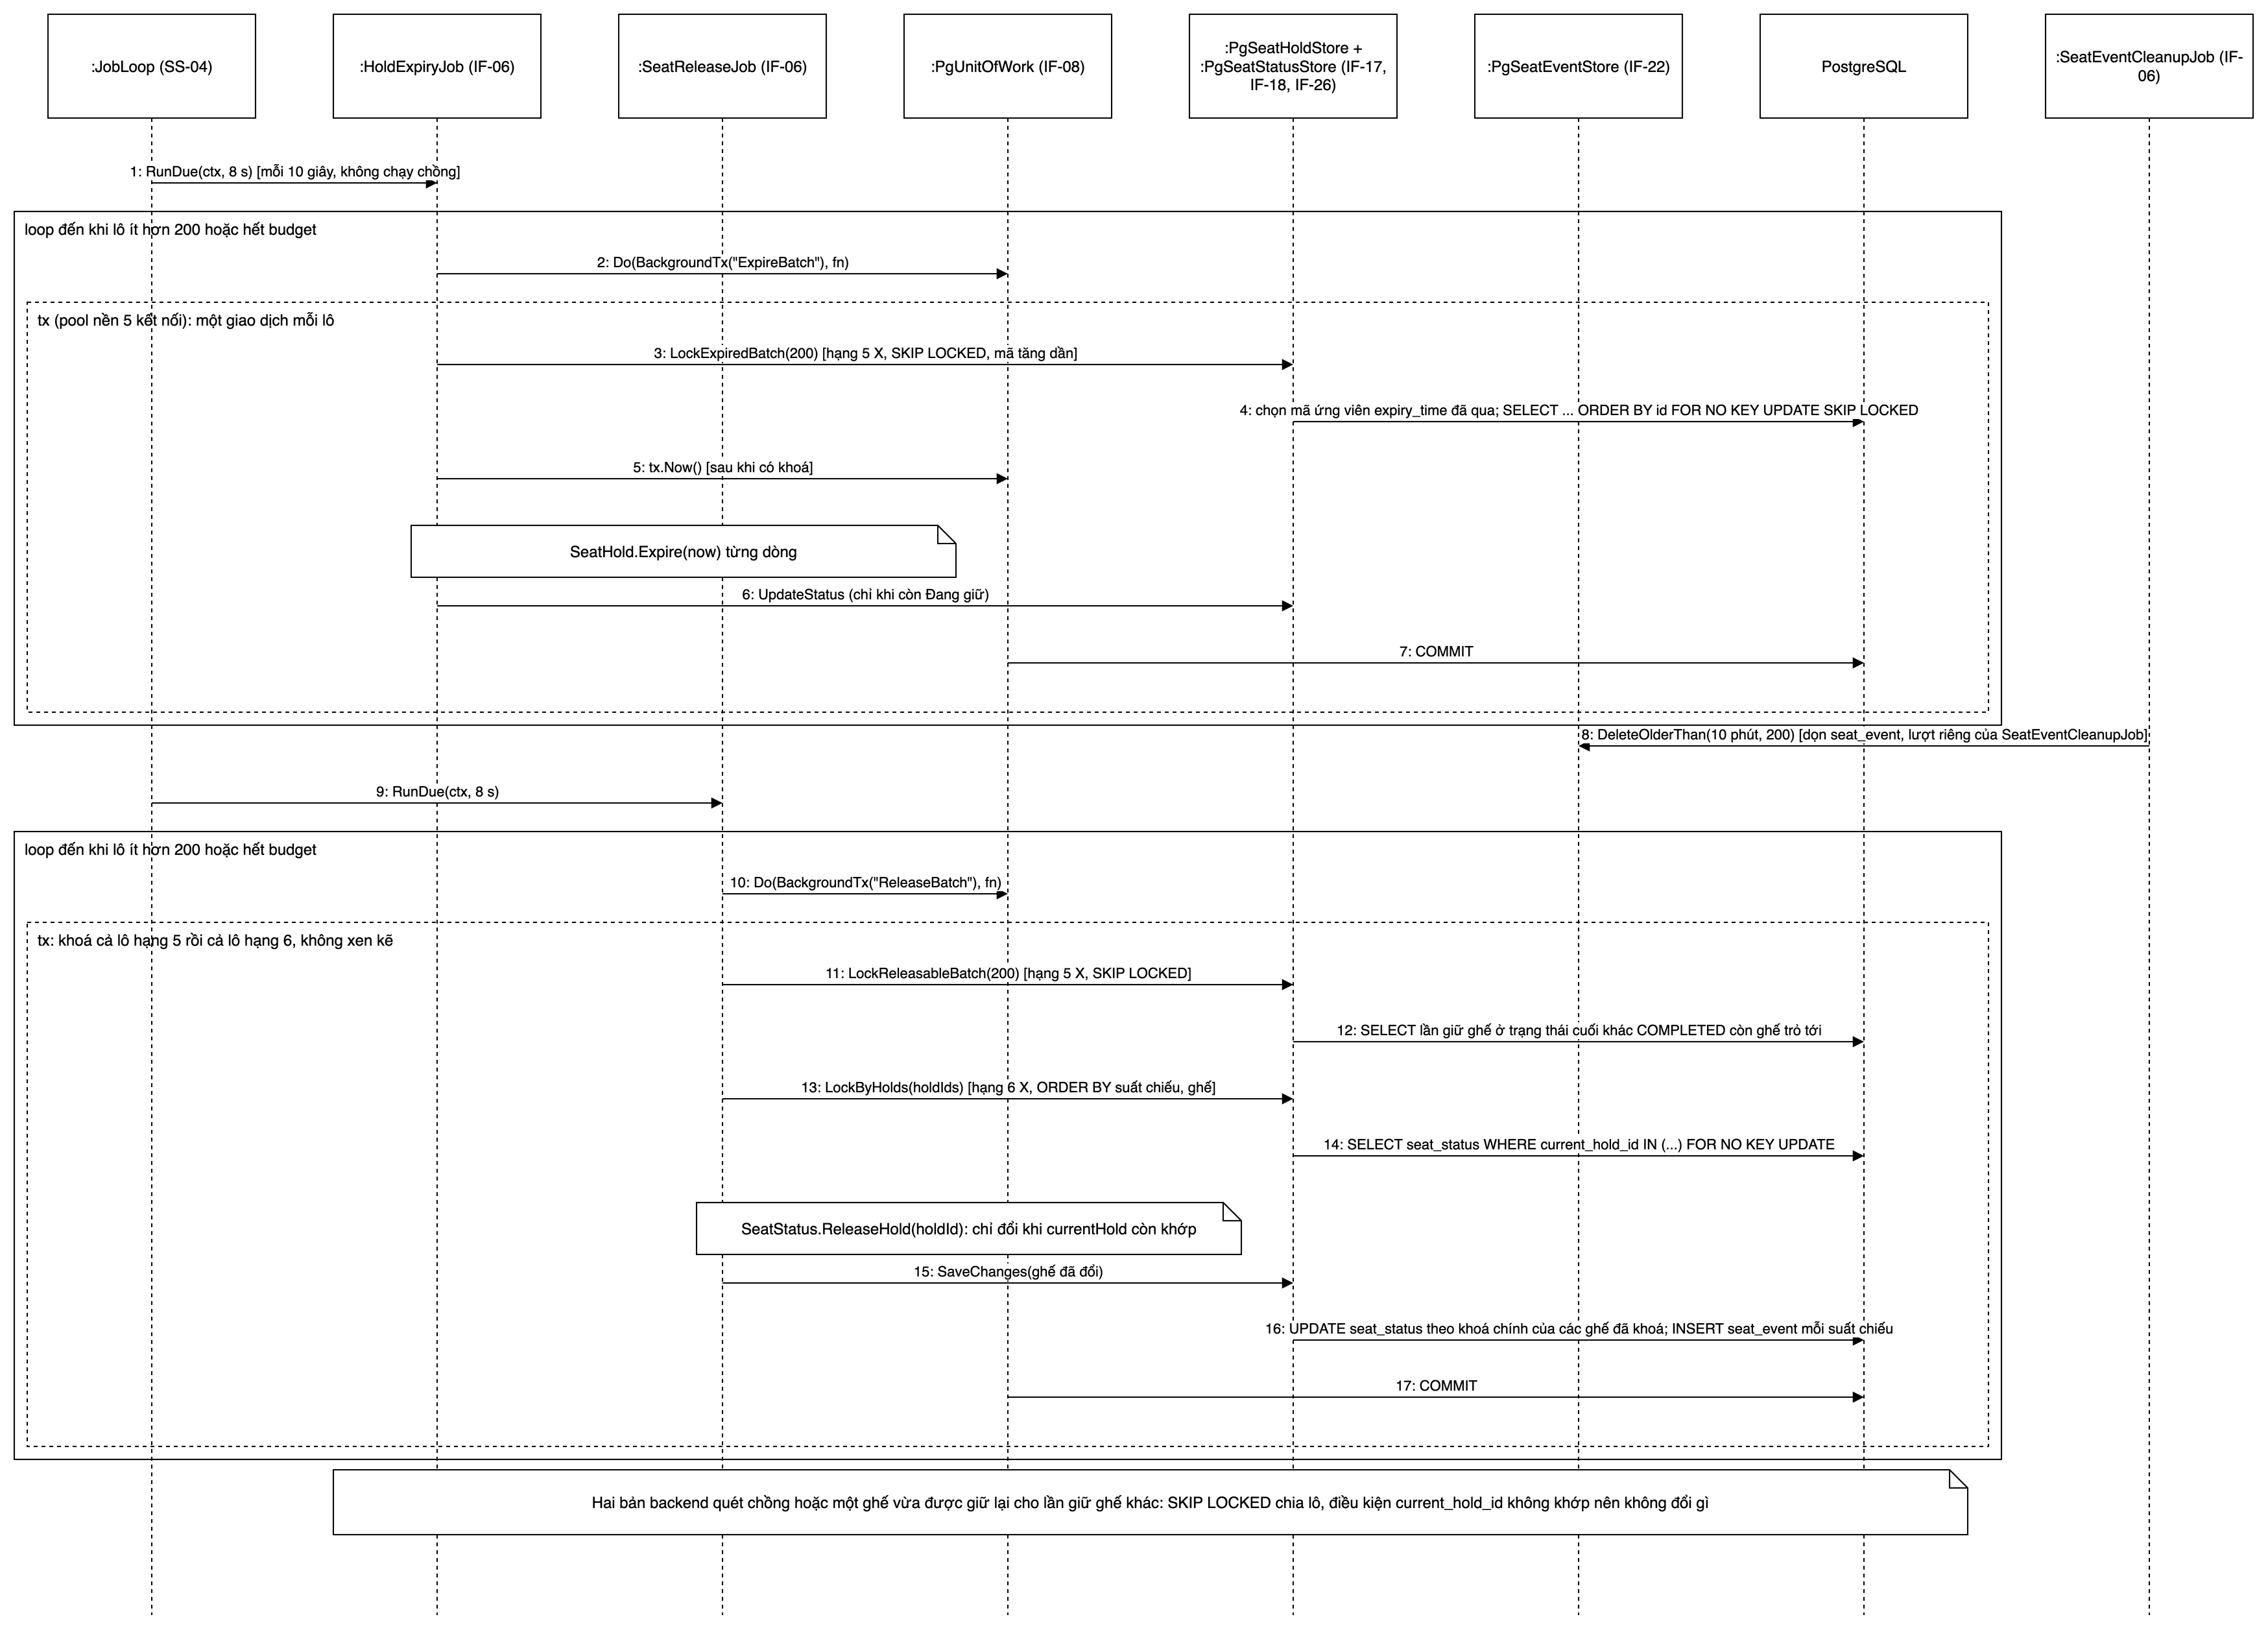 :JobLoop (SS-04)
:HoldExpiryJob (IF-06)
:SeatReleaseJob (IF-06)
:PgUnitOfWork (IF-08)
:PgSeatHoldStore +
:PgSeatStatusStore (IF-17,
IF-18, IF-26)
:PgSeatEventStore (IF-22)
PostgreSQL
:SeatEventCleanupJob (IF-
06)
1: RunDue(ctx, 8 s) [mỗi 10 giây, không chạy chồng]
loop đến khi lô ít hơn 200 hoặc hết budget
2: Do(BackgroundTx("ExpireBatch"), fn)
tx (pool nền 5 kết nối): một giao dịch mỗi lô
3: LockExpiredBatch(200) [hạng 5 X, SKIP LOCKED, mã tăng dần]
4: chọn mã ứng viên expiry_time đã qua; SELECT ... ORDER BY id FOR NO KEY UPDATE SKIP LOCKED
5: tx.Now() [sau khi có khoá]
SeatHold.Expire(now) từng dòng
6: UpdateStatus (chỉ khi còn Đang giữ)
7: COMMIT
8: DeleteOlderThan(10 phút, 200) [dọn seat_event, lượt riêng của SeatEventCleanupJob]
9: RunDue(ctx, 8 s)
loop đến khi lô ít hơn 200 hoặc hết budget
10: Do(BackgroundTx("ReleaseBatch"), fn)
tx: khoá cả lô hạng 5 rồi cả lô hạng 6, không xen kẽ
11: LockReleasableBatch(200) [hạng 5 X, SKIP LOCKED]
12: SELECT lần giữ ghế ở trạng thái cuối khác COMPLETED còn ghế trỏ tới
13: LockByHolds(holdIds) [hạng 6 X, ORDER BY suất chiếu, ghế]
14: SELECT seat_status WHERE current_hold_id IN (...) FOR NO KEY UPDATE
SeatStatus.ReleaseHold(holdId): chỉ đổi khi currentHold còn khớp
15: SaveChanges(ghế đã đổi)
16: UPDATE seat_status theo khoá chính của các ghế đã khoá; INSERT seat_event mỗi suất chiếu
17: COMMIT
Hai bản backend quét chồng hoặc một ghế vừa được giữ lại cho lần giữ ghế khác: SKIP LOCKED chia lô, điều kiện current_hold_id không khớp nên không đổi gì